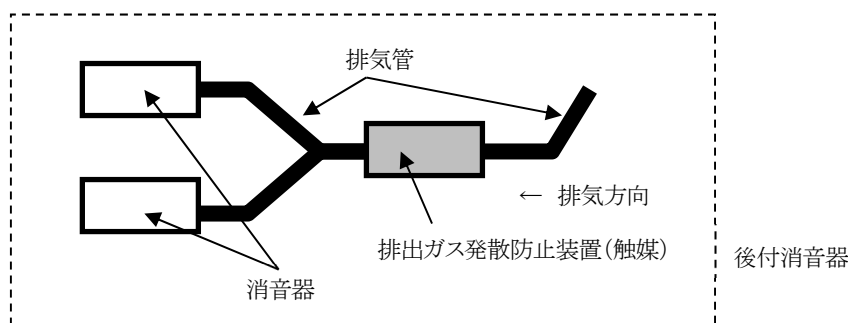 排気管
← 排気方向
排出ガス発散防止装置(触媒)
後付消音器
消音器